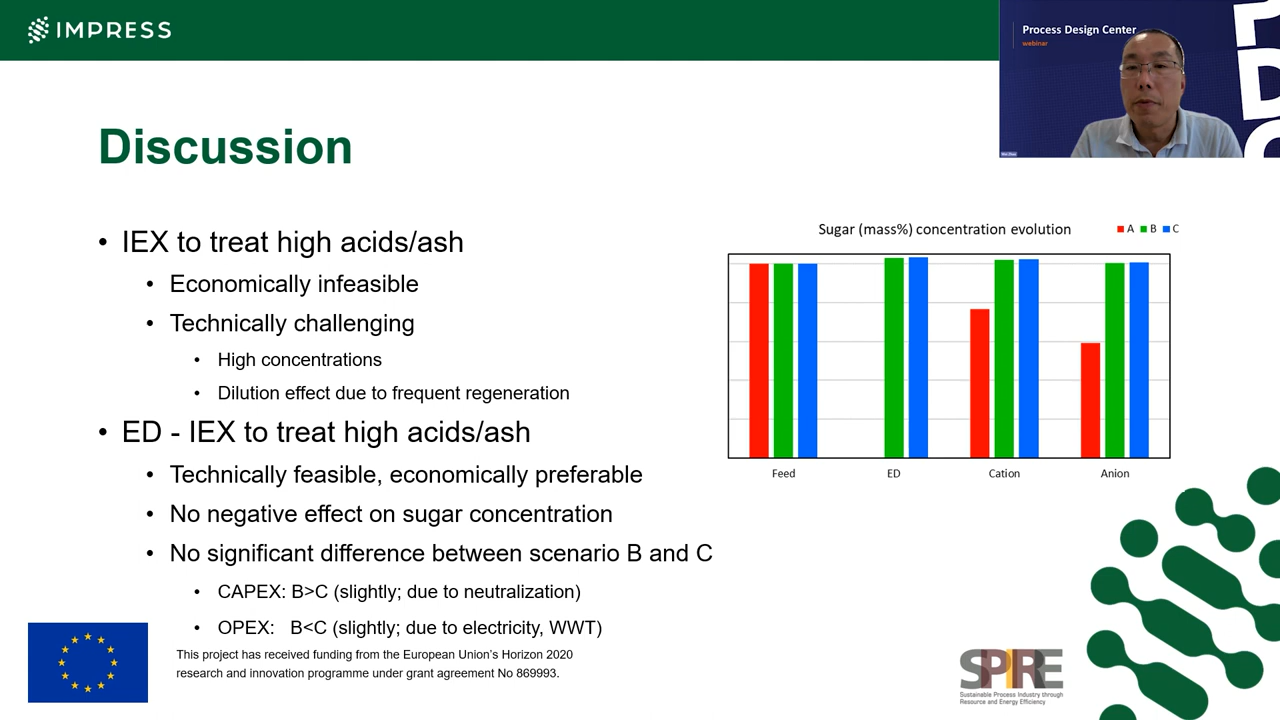 IMPRESS
Process Design Center
webinar
Discussion
• IEX to treat high acids/ash
• Economically infeasible
• Technically challenging
• High concentrations
• Dilution effect due to frequent regeneration
• ED - IEX to treat high acids/ash
• Technically feasible, economically preferable
• No negative effect on sugar concentration
• No significant difference between scenario B and C
• CAPEX: B>C (slightly; due to neutralization)
• OPEX: B<C (slightly; due to electricity, WWT)
Sugar (mass%) concentration evolution
A B C
Feed ED Cation Anion
This project has received funding from the European Union's Horizon 2020
research and innovation programme under grant agreement No 869993.
SPIRE
Sustainable Process Industry through
Resource and Energy Efficiency